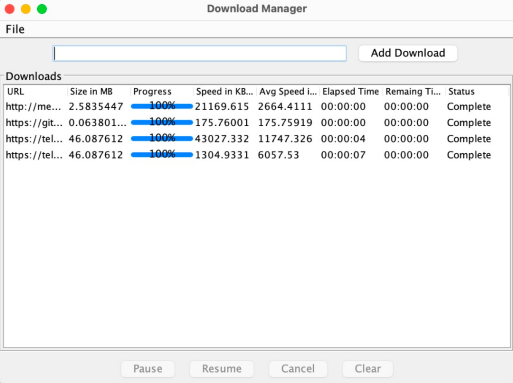 Download Manager
File
Add Download
Downloads
URL Size in MB Progress Speed in KB... Avg Speed i... Elapsed Time Remaing Ti... Status
http://me... 2.5835447 100% 21169.615 2664.4111 00:00:00 00:00:00 Complete
https://git... 0.063801... 100% 175.76001 175.75919 00:00:00 00:00:00 Complete
https://tel... 46.087612 100% 43027.332 11747.326 00:00:04 00:00:00 Complete
https://tel... 46.087612 100% 1304.9331 6057.53 00:00:07 00:00:00 Complete
Pause Resume Cancel Clear